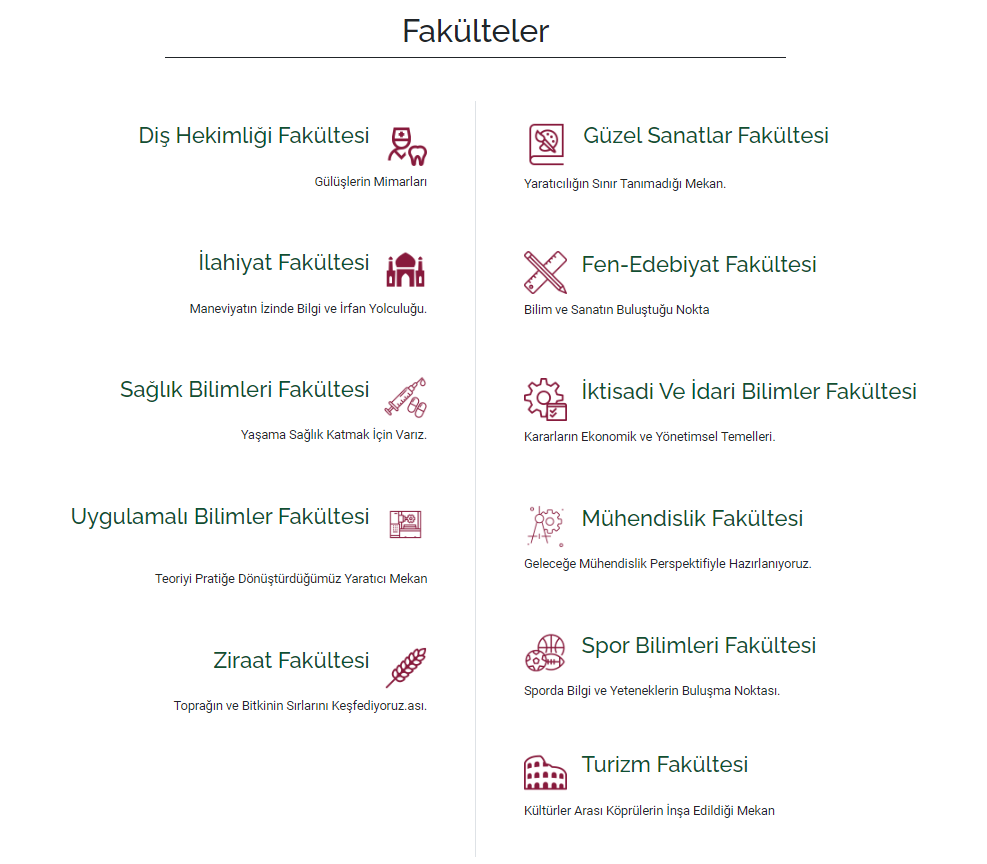 Fakülteler
Diş Hekimliği Fakültesi
Gülüşlerin Mimarları
İlahiyat Fakültesi
Maneviyatın İzinde Bilgi ve İrfan Yolculuğu.
Sağlık Bilimleri Fakültesi
Yaşama Sağlık Katmak İçin Varız.
Uygulamalı Bilimler Fakültesi
Teoriyi Pratiğe Dönüştürdüğümüz Yaratıcı Mekan
Ziraat Fakültesi
Toprağın ve Bitkinin Sırlarını Keşfediyoruz.ası.
Güzel Sanatlar Fakültesi
Yaratıcılığın Sınır Tanımadığı Mekan.
Fen-Edebiyat Fakültesi
Bilim ve Sanatın Buluştuğu Nokta
İktisadi Ve İdari Bilimler Fakültesi
Kararların Ekonomik ve Yönetimsel Temelleri.
Mühendislik Fakültesi
Geleceğe Mühendislik Perspektifiyle Hazırlanıyoruz.
Spor Bilimleri Fakültesi
Sporda Bilgi ve Yeteneklerin Buluşma Noktası.
Turizm Fakültesi
Kültürler Arası Köprülerin İnşa Edildiği Mekan